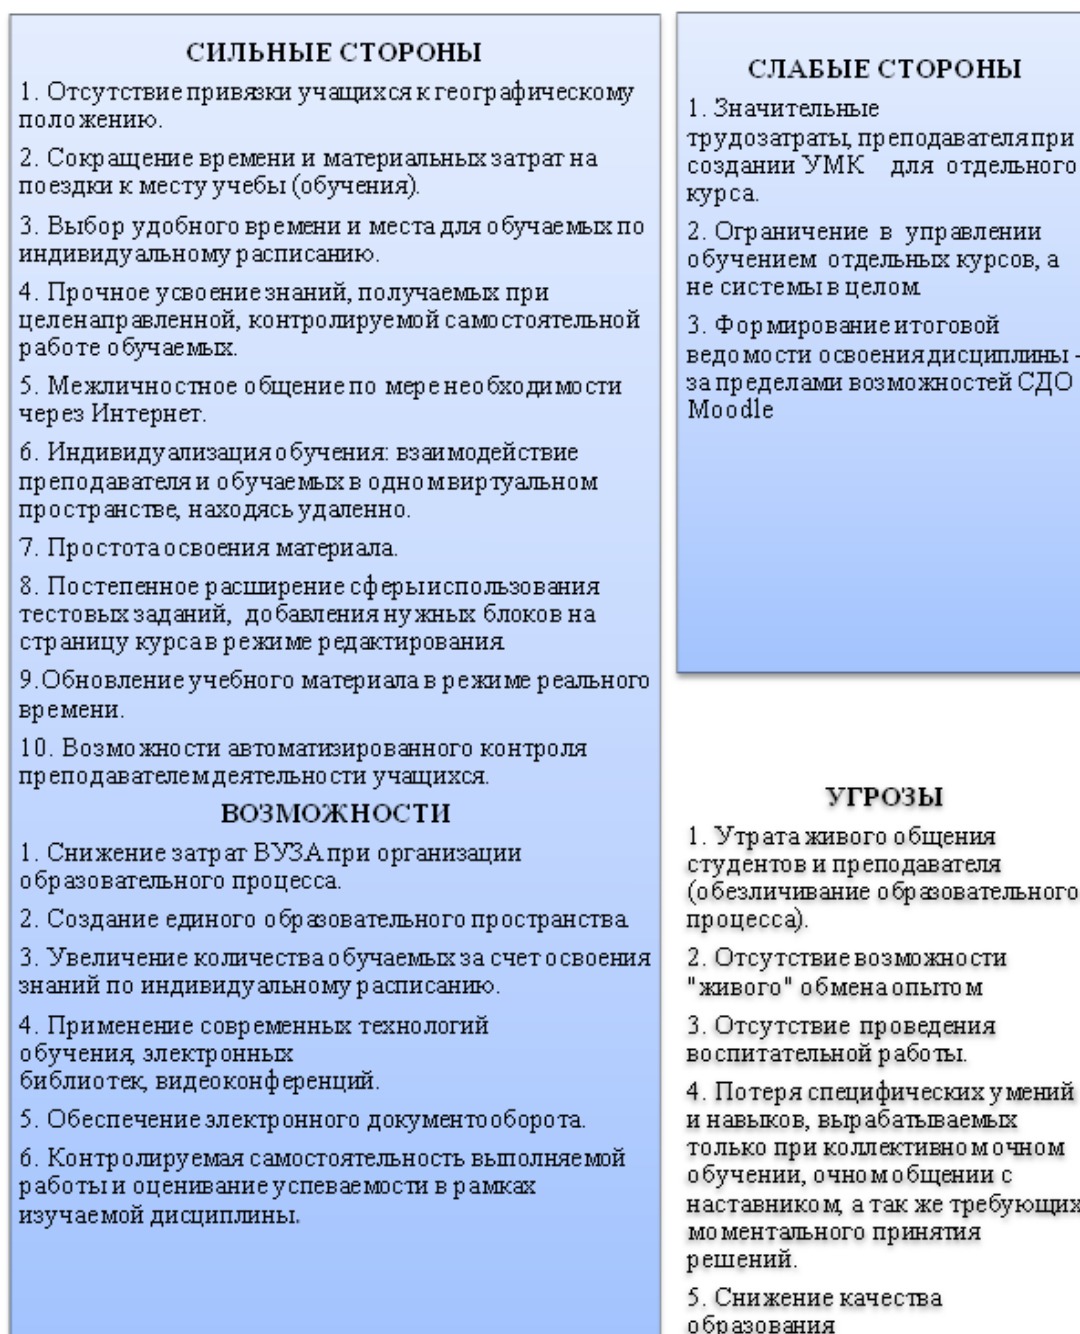 СИЛЬНЫЕ СТОРОНЫ
1. Отсутствие привязки учащихся к географическому
положению.
2. Сокращение времени и материальных затрат на
поездки к месту учебы (обучения).
3. Выбор удобного времени и места для обучаемых по
индивидуальному расписанию.
4. Прочное усвоение знаний, получаемых при
целенаправленной, контролируемой самостоятельной
работе обучаемых.
5. Межличностное общение по мере необходимости
через Интернет.
6. Индивидуализация обучения: взаимодействие
преподавателя и обучаемых в одном виртуальном
пространстве, находясь удаленно.
7. Простота освоения материала.
8. Постепенное расширение сферы использования
тестовых заданий, добавления нужных блоков на
страницу курса в режиме редактирования
9.Обновление учебного материала в режиме реального
времени.
10. Возможности автоматизированного контроля
преподавателем деятельности учащихся.
ВОЗМОЖНОСТИ
1. Снижение затрат ВУЗА при организации
образовательного процесса.
2. Создание единого образовательного пространства
3. Увеличение количества обучаемых за счет освоения
знаний по индивидуальному расписанию.
4. Применение современных технологий
обучения, электронных
библиотек, видеоконференций.
5. Обеспечение электронного документооборота.
6. Контролируемая самостоятельность выполняемой
работы и оценивание успеваемости в рамках
изучаемой дисциплины.
СЛАБЫЕ СТОРОНЫ
1. Значительные
трудозатраты, преподавателя при
создании УМК для отдельного
курса.
2. Ограничение в управлении
обучением отдельных курсов, а
не системы в целом
3. Формирование итоговой
ведомости освоения дисциплины -
за пределами возможностей СДО
Moodle
УГРОЗЫ
1. Утрата живого общения
студентов и преподавателя
(обезличивание образовательного
процесса).
2. Отсутствие возможности
"живого" обмена опытом
3. Отсутствие проведения
воспитательной работы.
4. Потеря специфических умений
и навыков, вырабатываемых
только при коллективном очном
обучении, очном общении с
наставником, а так же требующих
моментального принятия
решений.
5. Снижение качества
образования